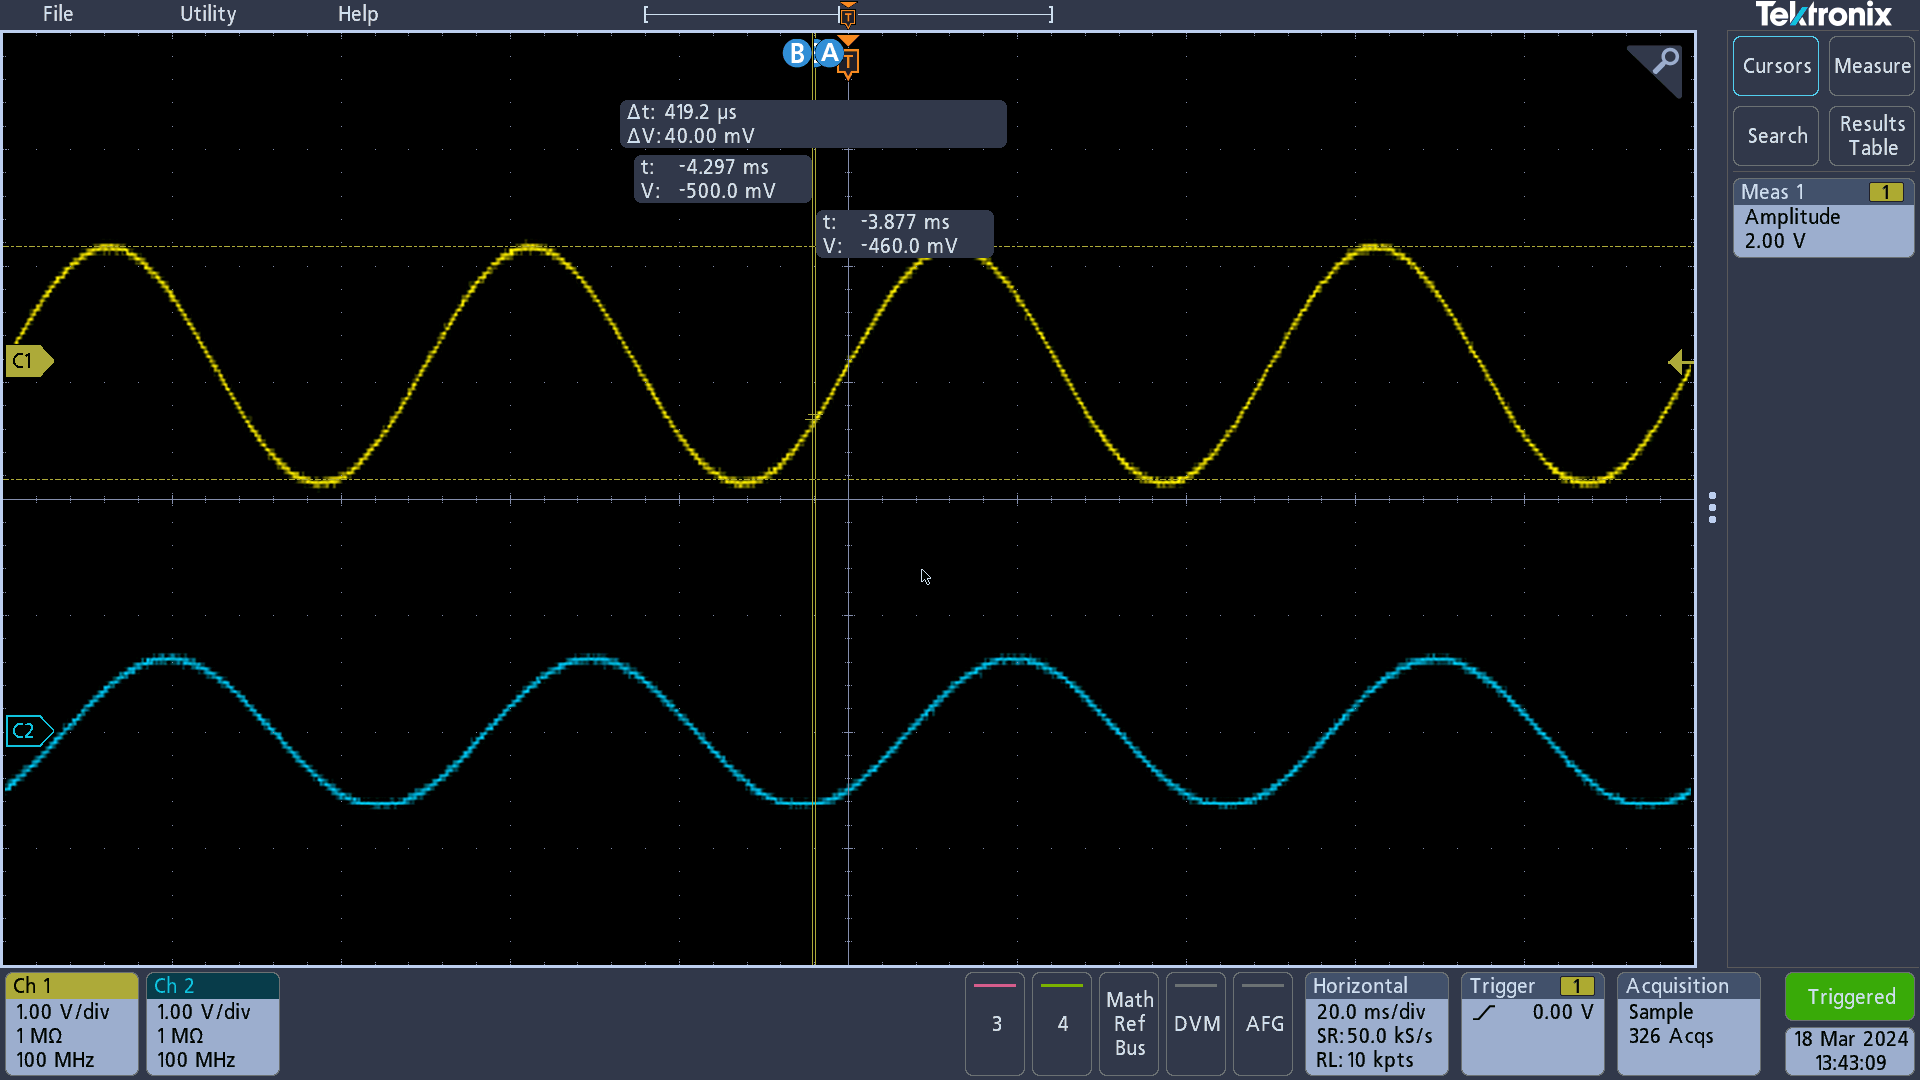 File Utility Help
T
Tektronix
B A T
Cursors Measure
Search Results Table
Δt: 419.2 µs
ΔV: 40.00 mV
t: -4.297 ms
V: -500.0 mV
t: -3.877 ms
V: -460.0 mV
Meas 1 1
Amplitude
2.00 V
C1
C2
Ch 1
1.00 V/div
1 MΩ
100 MHz
Ch 2
1.00 V/div
1 MΩ
100 MHz
3
4
Math
Ref
Bus
DVM
AFG
Horizontal
20.0 ms/div
SR: 50.0 kS/s
RL: 10 kpts
Trigger 1
0.00 V
Acquisition
Sample
326 Acqs
Triggered
18 Mar 2024
13:43:09